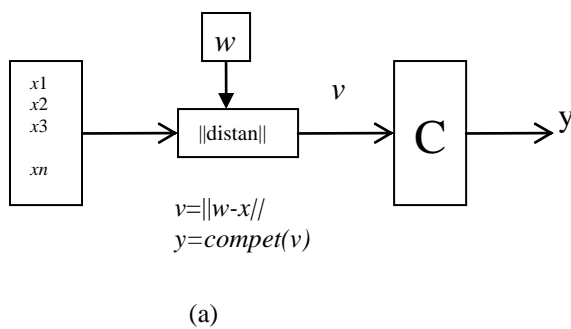 w
x1
x2
x3
xn
||distan||
v
C
y
v=||w-x//
y=compet(v)
(a)